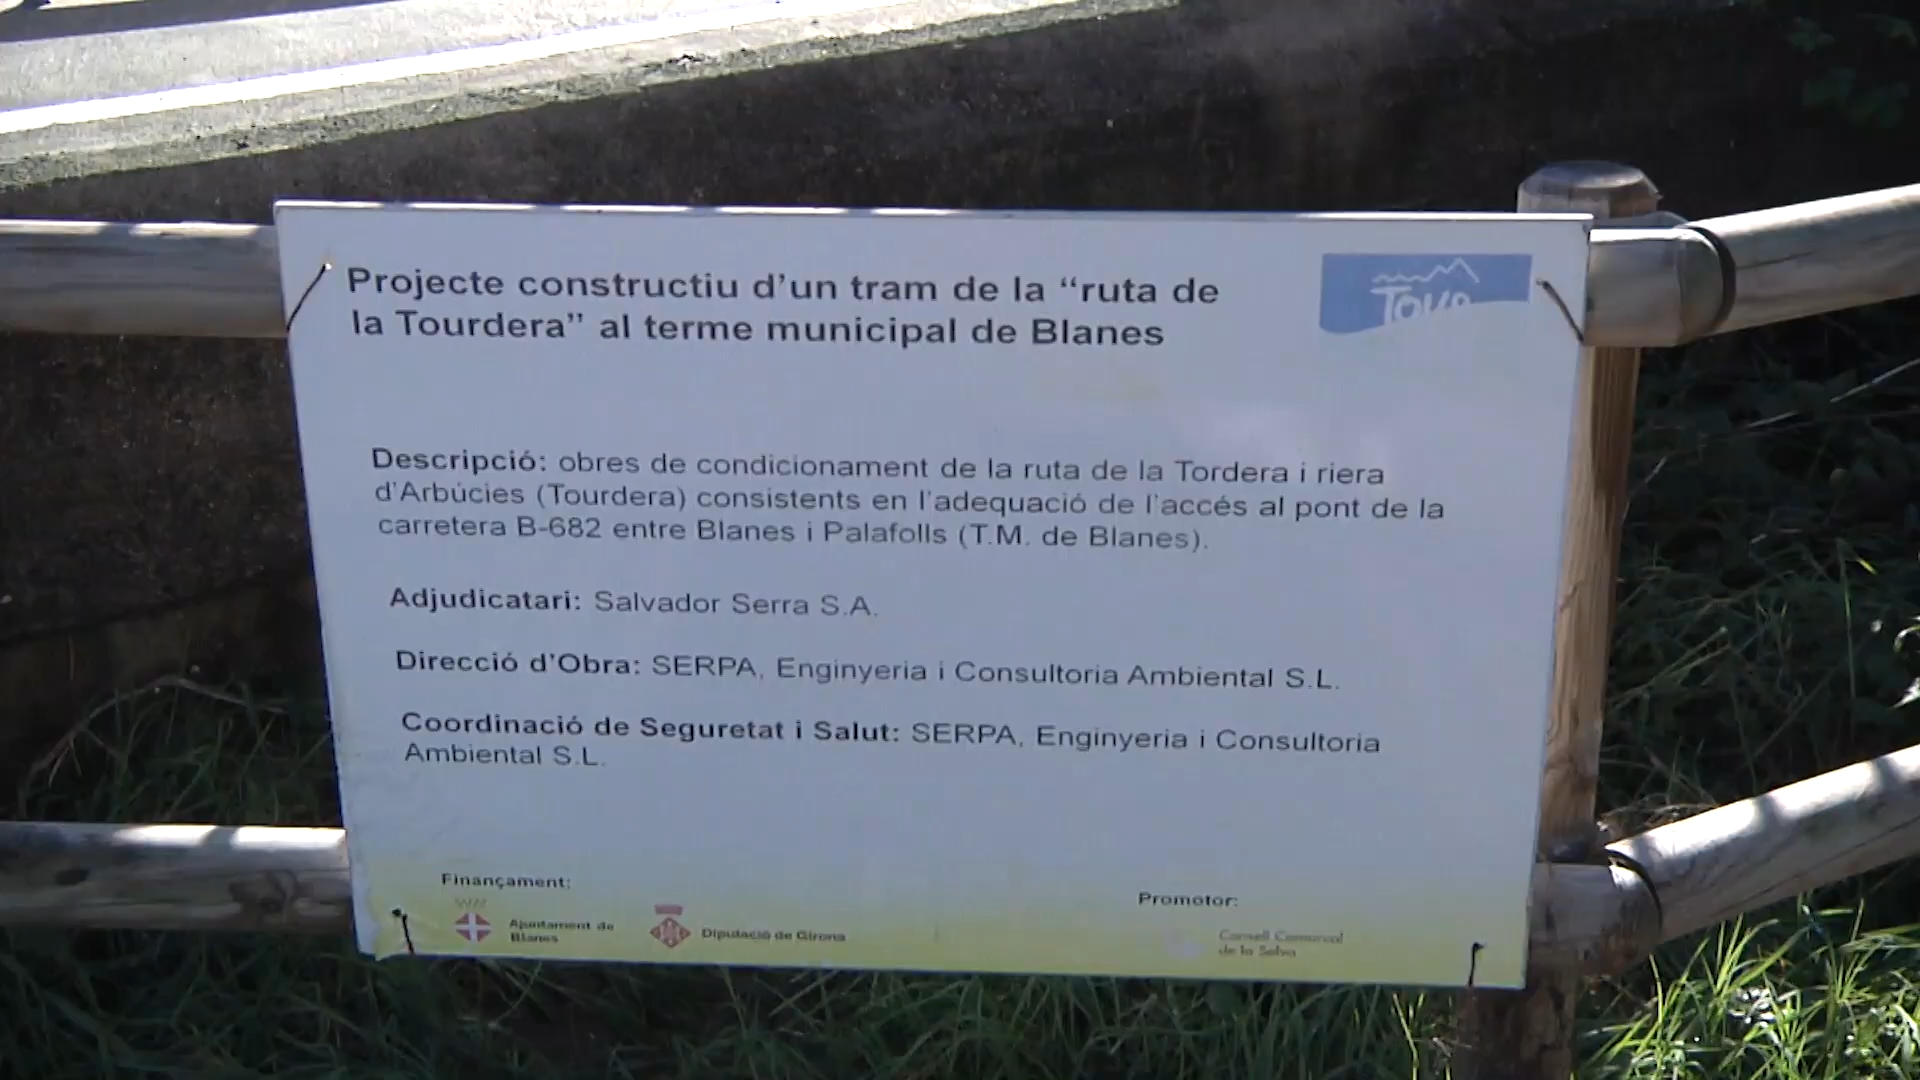 Projecte constructiu d'un tram de la “ruta de
la Tourdera” al terme municipal de Blanes
Descripció: obres de condicionament de la ruta de la Tordera i riera
d'Arbúcies (Tourdera) consistents en l'adequació de l'accés al pont de la
carretera B-682 entre Blanes i Palafolls (T.M. de Blanes).
Adjudicatari: Salvador Serra S.A.
Direcció d'Obra: SERPA, Enginyeria i Consultoria Ambiental S.L.
Coordinació de Seguretat i Salut: SERPA, Enginyeria i Consultoria
Ambiental S.L.
Finançament:
Ajuntament de
Blanes
Diputació de Girona
Promotor:
Consell Comarcal
de la Selva